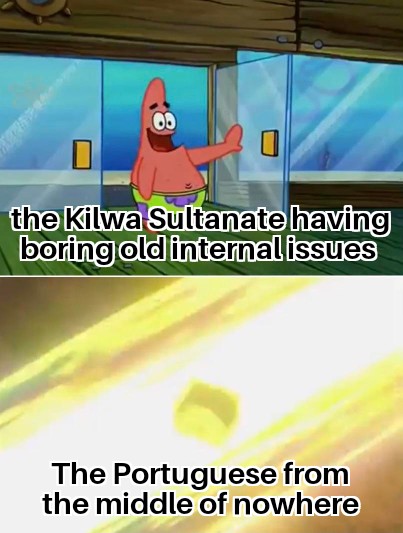 the Kilwa Sultanate having
boring old internal issues
The Portuguese from
the middle of nowhere